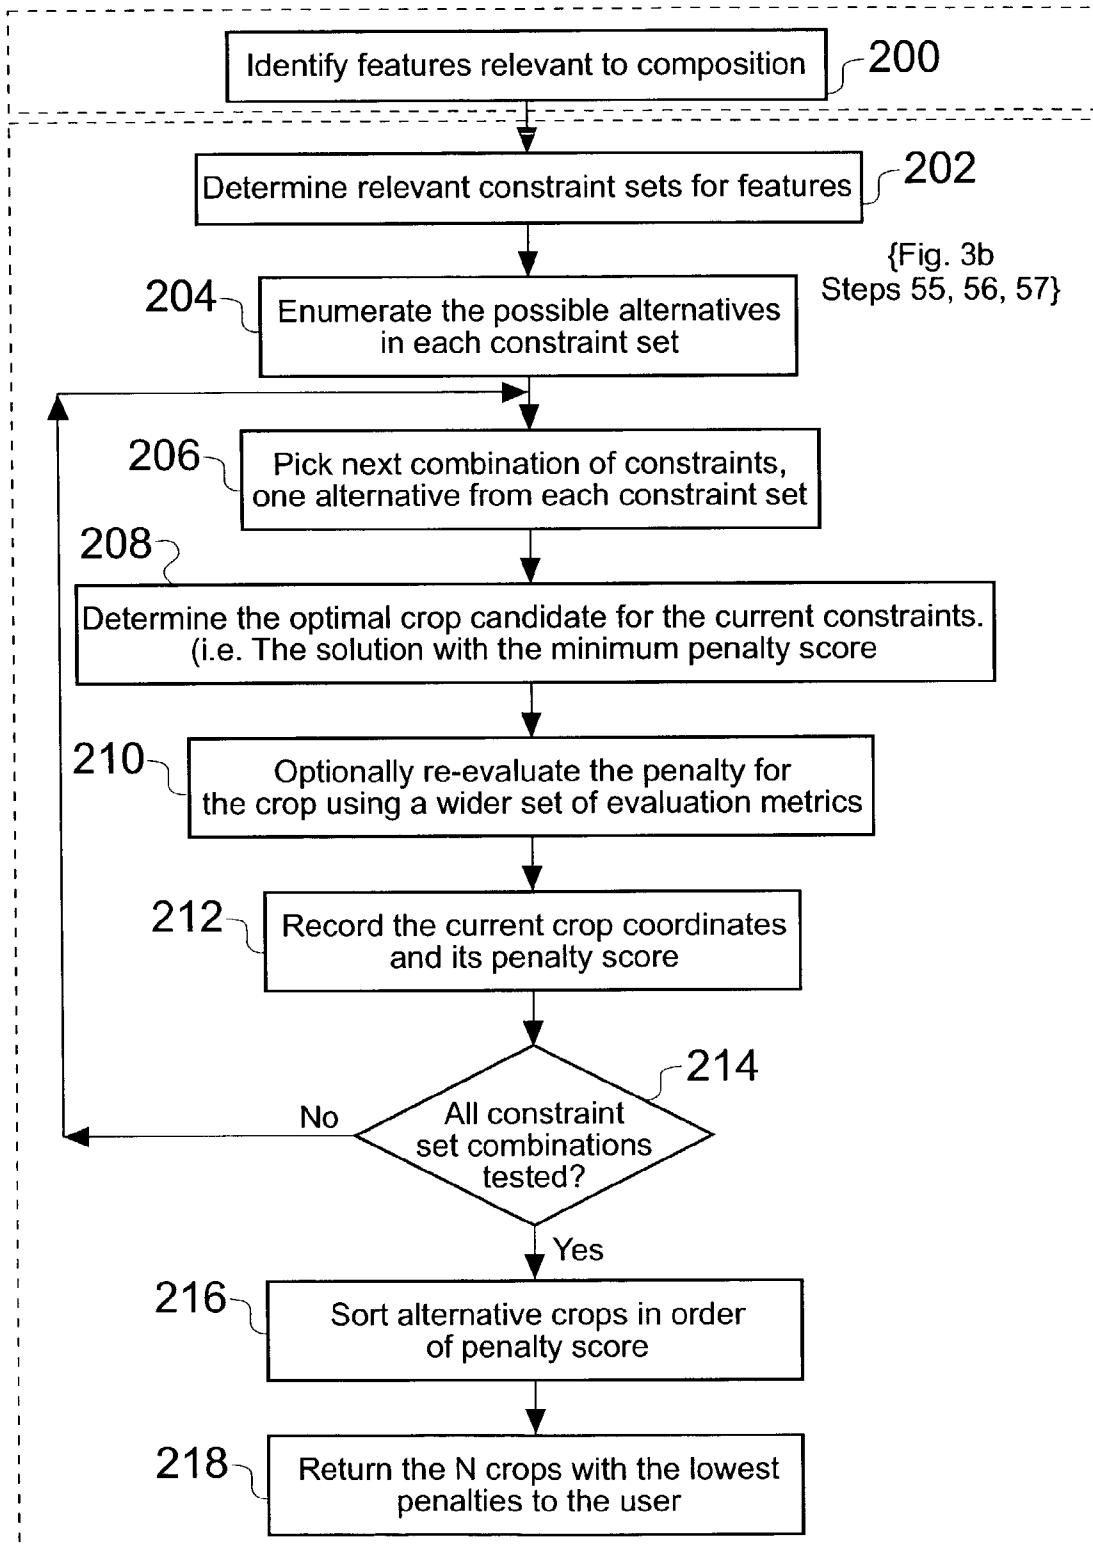 Identify features relevant to composition
200
Determine relevant constraint sets for features
202
{Fig. 3b
Steps 55, 56, 57}
204
Enumerate the possible alternatives
in each constraint set
206
Pick next combination of constraints,
one alternative from each constraint set
208
Determine the optimal crop candidate for the current constraints.
(i.e. The solution with the minimum penalty score
210
Optionally re-evaluate the penalty for
the crop using a wider set of evaluation metrics
212
Record the current crop coordinates
and its penalty score
214
All constraint
set combinations
tested?
No
Yes
216
Sort alternative crops in order
of penalty score
218
Return the N crops with the lowest
penalties to the user